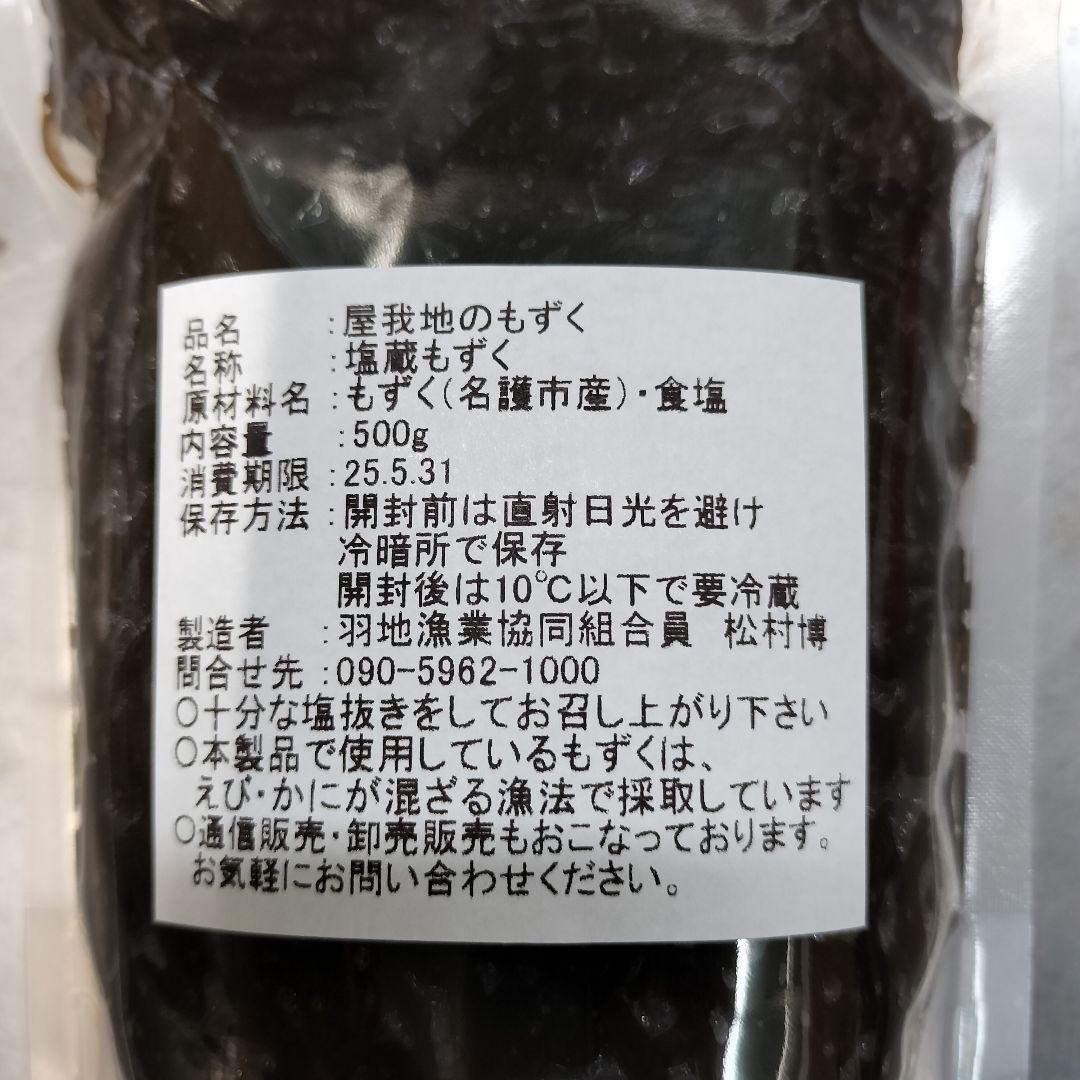 品名　:屋我地のもずく
名称　:塩蔵もずく
原材料名 :もずく(名護市産)・食塩
内容量　:500g
消費期限 :25.5.31
保存方法 :開封前は直射日光を避け
冷暗所で保存
開封後は10℃以下で要冷蔵
製造者　:羽地漁業協同組合員　松村博
問合せ先 :090-5962-1000
○十分な塩抜きをしてお召し上がり下さい
○本製品で使用しているもずくは、
えび・かにが混ざる漁法で採取しています
○通信販売・卸売販売もおこなっております。
お気軽にお問い合わせください。